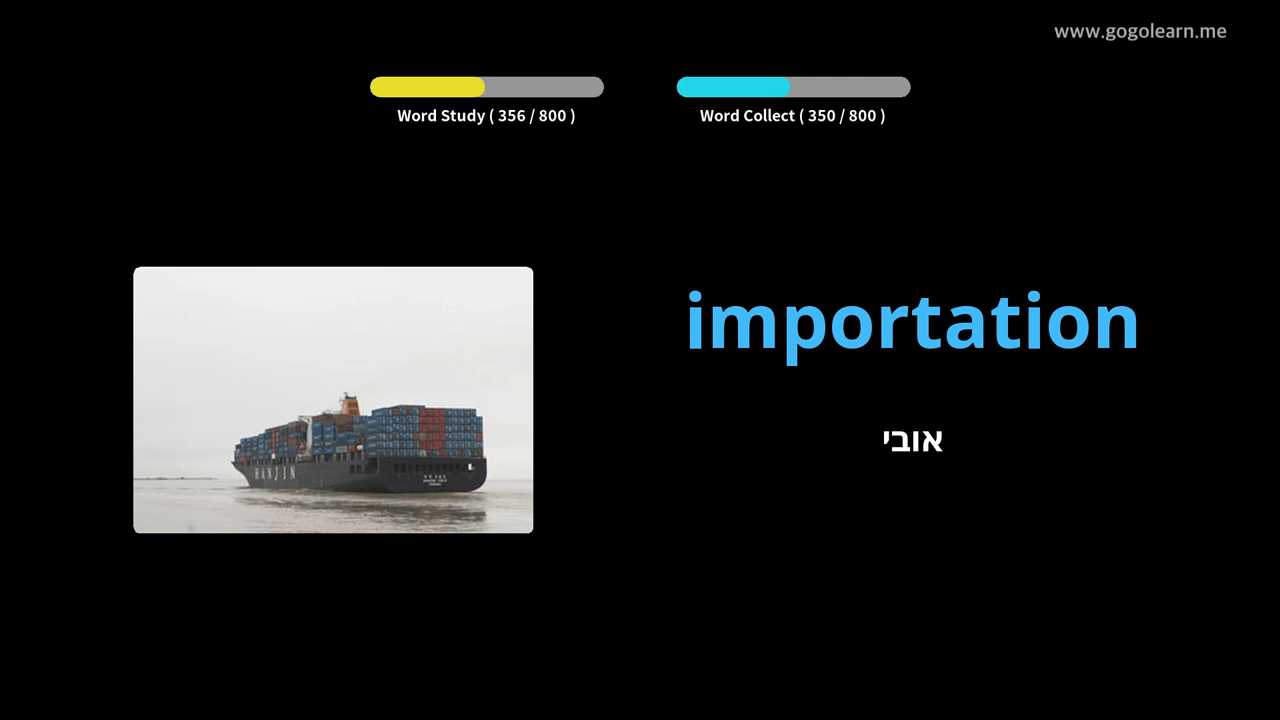 www.gogolearn.me
Word Study ( 356 / 800 )
Word Collect ( 350 / 800 )
importation
אובי
HANJIN